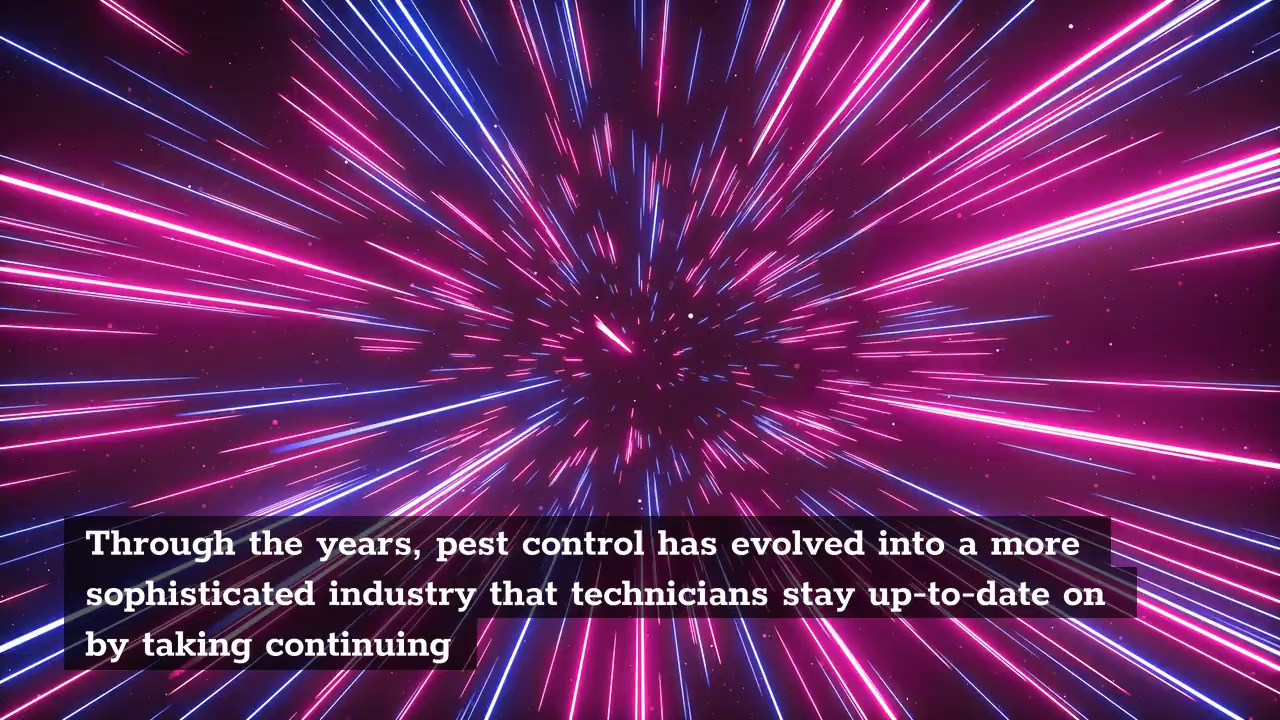 Through the years, pest control has evolved into a more
sophisticated industry that technicians stay up-to-date on
by taking continuing